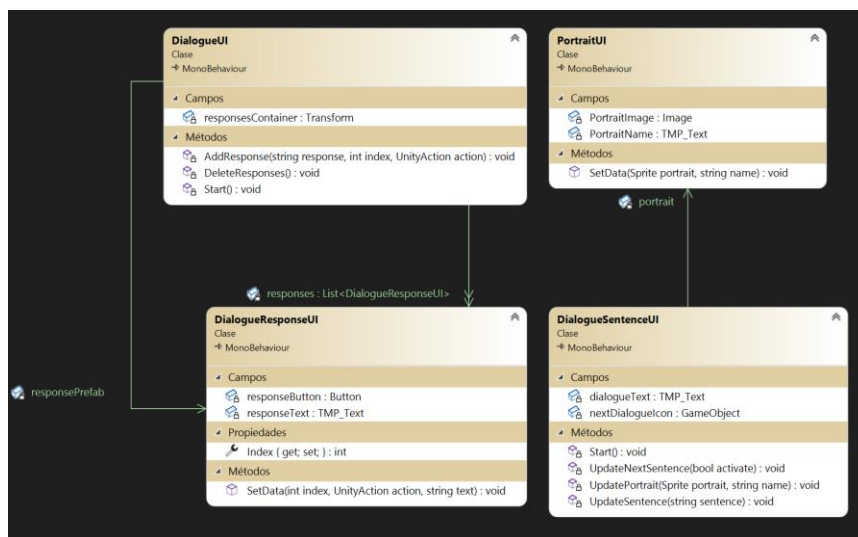 DialogueUI
Clase
MonoBehaviour
Campos
responsesContainer : Transform
Métodos
AddResponse(string response, int index, UnityAction action) : void
DeleteResponses() : void
Start() : void
PortraitUI
Clase
MonoBehaviour
Campos
PortraitImage : Image
PortraitName : TMP_Text
Métodos
SetData(Sprite portrait, string name) : void
portrait
responses : List<DialogueResponseUI>
responsePrefab
DialogueResponseUI
Clase
MonoBehaviour
Campos
responseButton : Button
responseText : TMP_Text
Propiedades
Index { get; set; } : int
Métodos
SetData(int index, UnityAction action, string text) : void
DialogueSentenceUI
Clase
MonoBehaviour
Campos
dialogueText : TMP_Text
nextDialogueIcon : GameObject
Métodos
Start() : void
UpdateNextSentence(bool activate) : void
UpdatePortrait(Sprite portrait, string name) : void
UpdateSentence(string sentence) : void